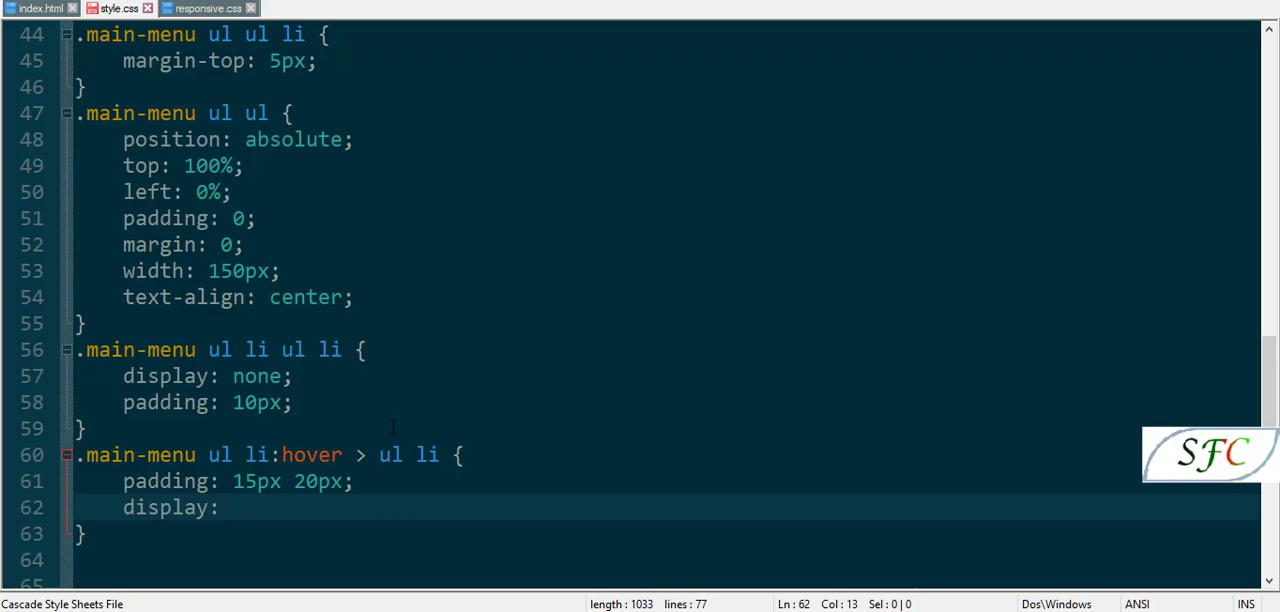 index.html style.css responsive.css
44 .main-menu ul ul li {
45 margin-top: 5px;
46 }
47 .main-menu ul ul {
48 position: absolute;
49 top: 100%;
50 left: 0%;
51 padding: 0;
52 margin: 0;
53 width: 150px;
54 text-align: center;
55 }
56 .main-menu ul li ul li {
57 display: none;
58 padding: 10px;
59 }
60 .main-menu ul li:hover > ul li {
61 padding: 15px 20px;
62 display:
63 }
64
65
SFC
Cascade Style Sheets File length : 1033 lines : 77 Ln : 62 Col : 13 Sel : 0 | 0 Dos\Windows ANSI INS